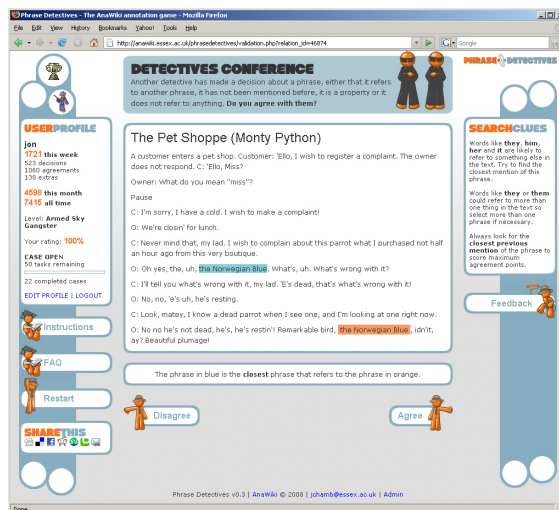 Phrase Detectives - The AnaWiki annotation game - Mozilla Firefox
File Edit View History Bookmarks Yahoo! Tools Help
http://anawiki.essex.ac.uk/phrasedetectives/validation.php?relation_id=46874
Google
DETECTIVES CONFERENCE
Another detective has made a decision about a phrase, either that it refers
to another phrase, it has not been mentioned before, it is a property or it
does not refer to anything. Do you agree with them?
PHRASE DETECTIVES
USERPROFILE
jon
1721 this week
523 decisions
1060 agreements
138 extras
4598 this month
7415 all time
Level: Armed Sky
Gangster
Your rating: 100%
CASE OPEN
50 tasks remaining
22 completed cases
EDIT PROFILE | LOGOUT
Instructions
FAQ
Restart
SHARETHIS
The Pet Shoppe (Monty Python)
A customer enters a pet shop. Customer: 'Ello, I wish to register a complaint. The owner
does not respond. C: 'Ello, Miss?
Owner: What do you mean "miss"?
Pause
C: I'm sorry, I have a cold. I wish to make a complaint!
O: We're closin' for lunch.
C: Never mind that, my lad. I wish to complain about this parrot what I purchased not half
an hour ago from this very boutique.
O: Oh yes, the, uh, the Norwegian Blue. What's, uh. What's wrong with it?
C: I'll tell you what's wrong with it, my lad. 'E's dead, that's what's wrong with it!
O: No, no, 'e's uh, he's resting.
C: Look, matey, I know a dead parrot when I see one, and I'm looking at one right now.
O: No no he's not dead, he's, he's restin'! Remarkable bird, the Norwegian Blue, idn'it,
ay? Beautiful plumage!
The phrase in blue is the closest phrase that refers to the phrase in orange.
Disagree
Agree
SEARCHCLUES
Words like they, him,
her and it are likely to
refer to something else in
the text. Try to find the
closest mention of this
phrase.
Words like they or them
could refer to more than
one thing in the text so
select more than one
phrase if necessary.
Always look for the
closest previous
mention of the phrase to
score maximum
agreement points.
Feedback
Phrase Detectives v0.3 | AnaWiki © 2008 | jchamb@essex.ac.uk | Admin
Done